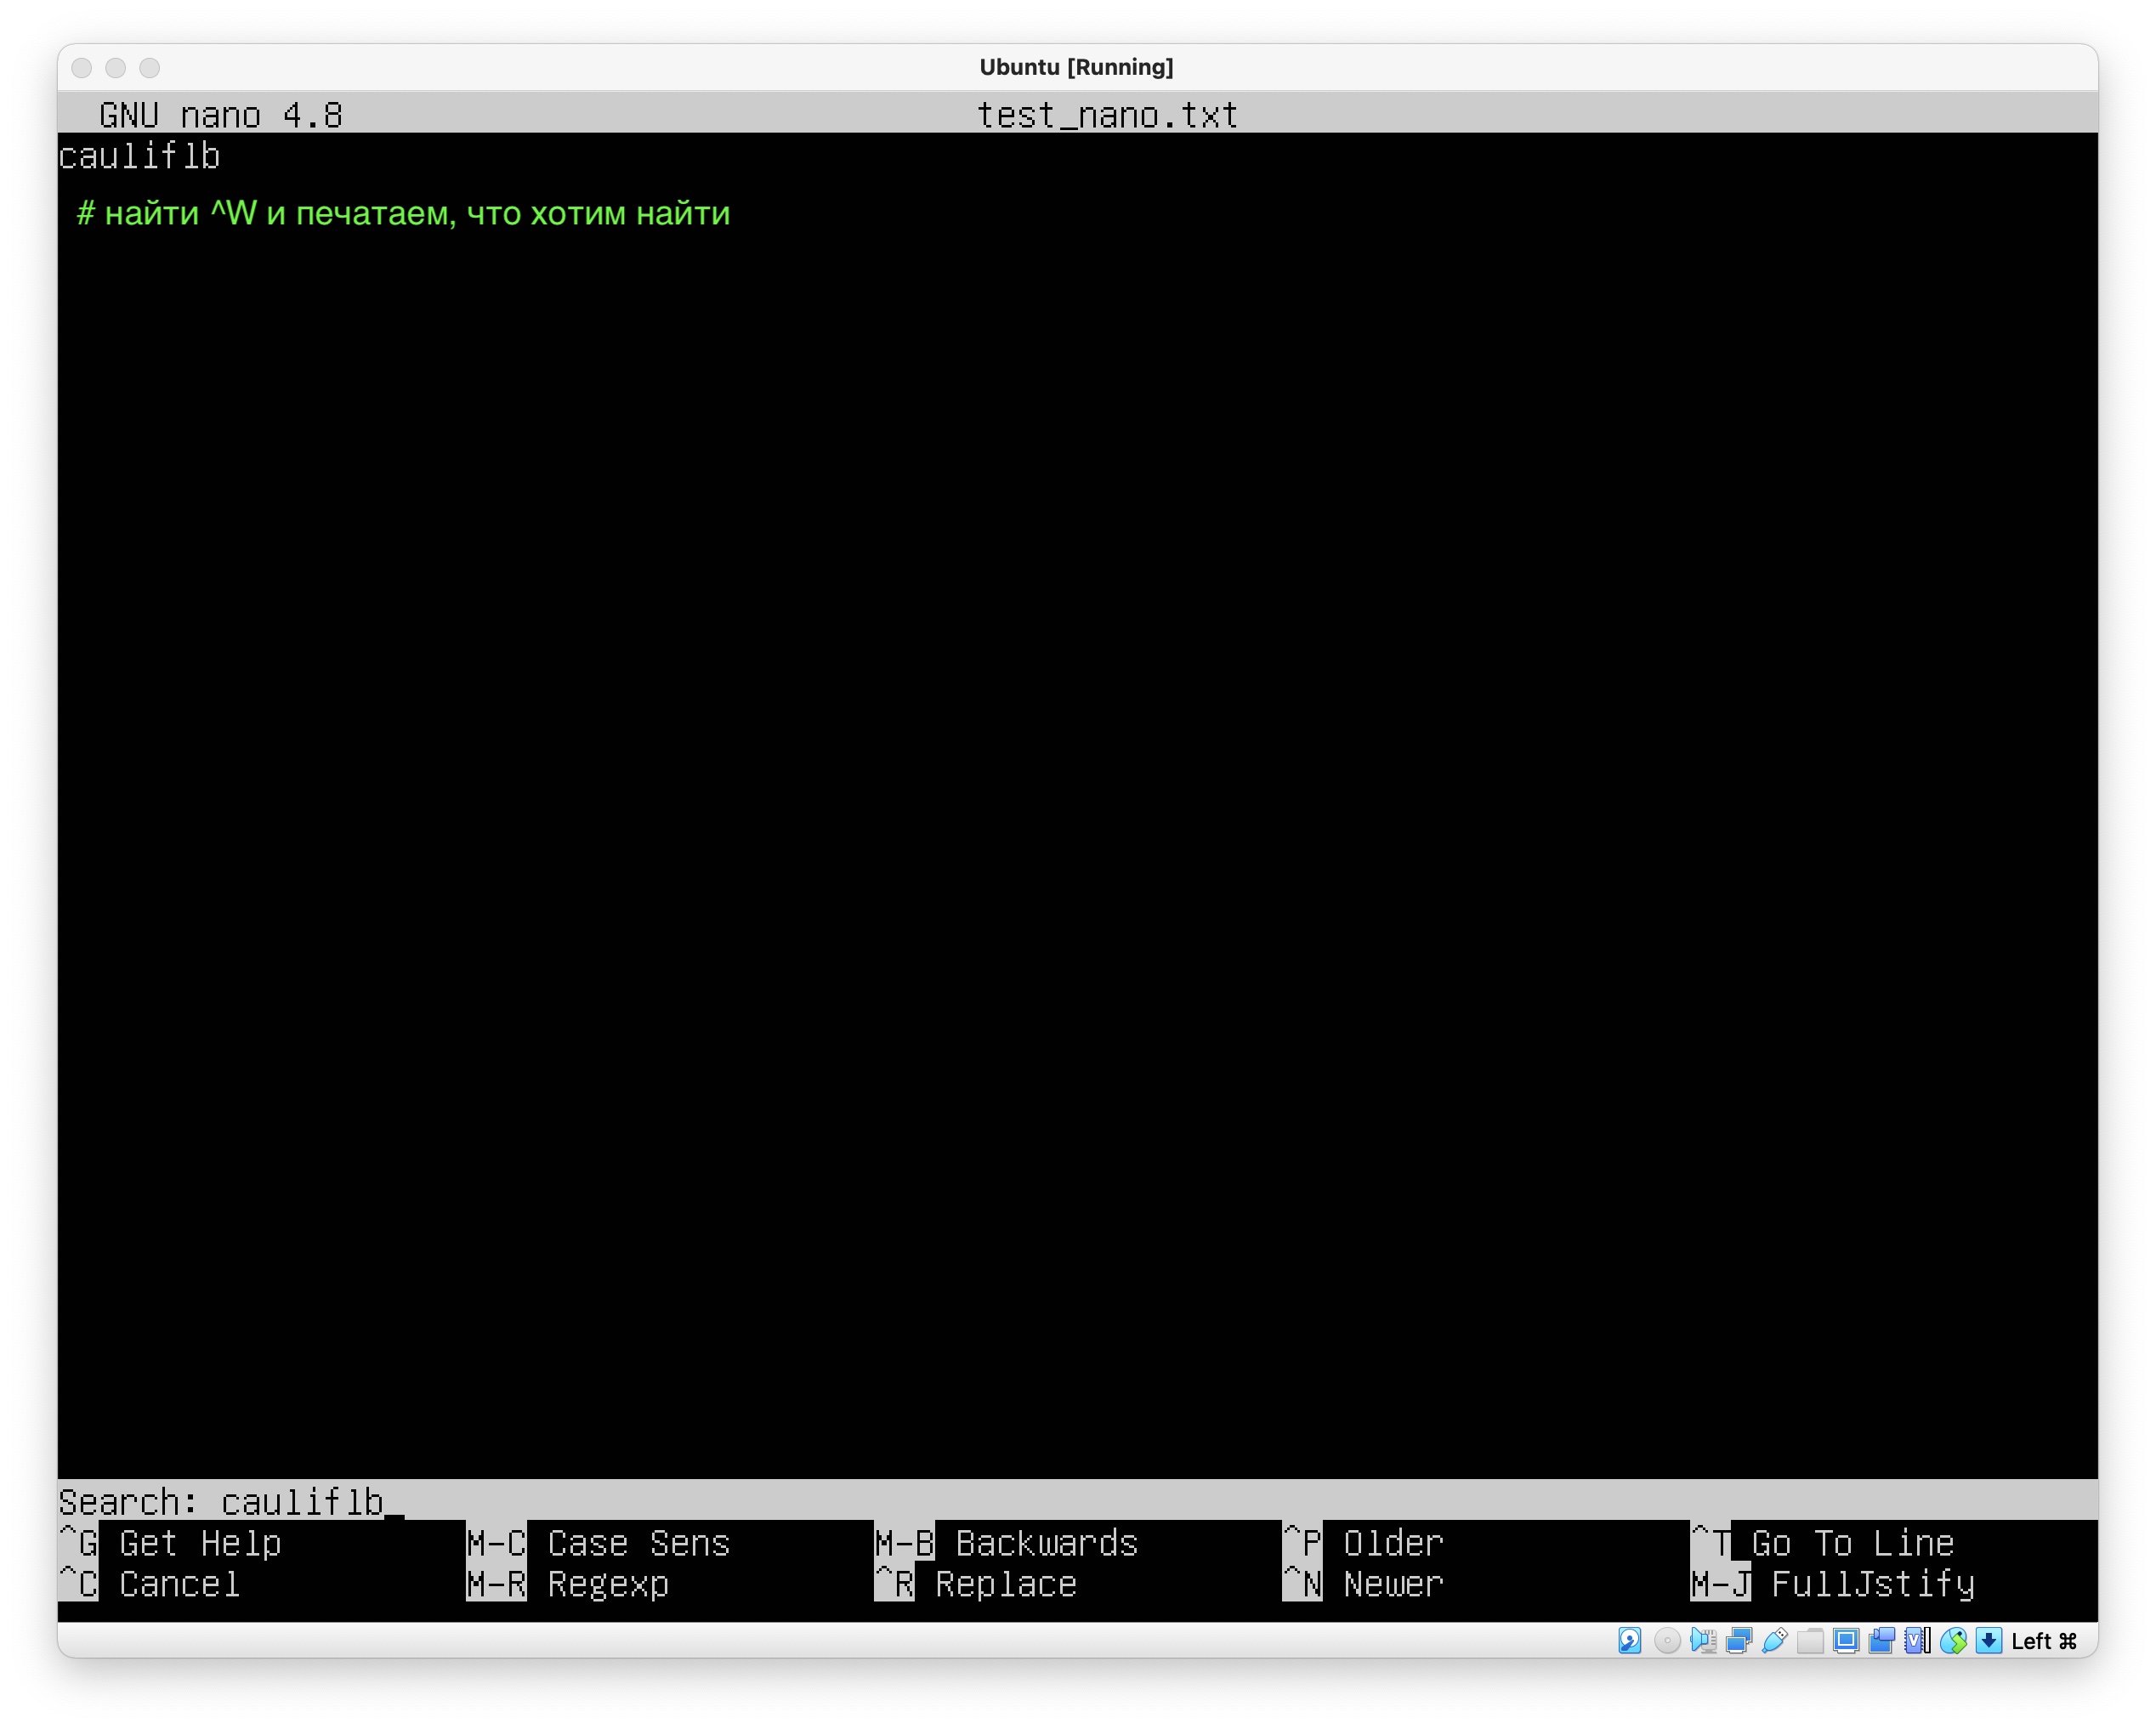 Ubuntu [Running]
GNU nano 4.8 test_nano.txt
cauliflb
# найти ^W и печатаем, что хотим найти
Search: cauliflb_
^G Get Help M-C Case Sens M-B Backwards ^P Older ^T Go To Line
^C Cancel M-R Regexp ^R Replace ^N Newer M-J FullJstify
Left ⌘